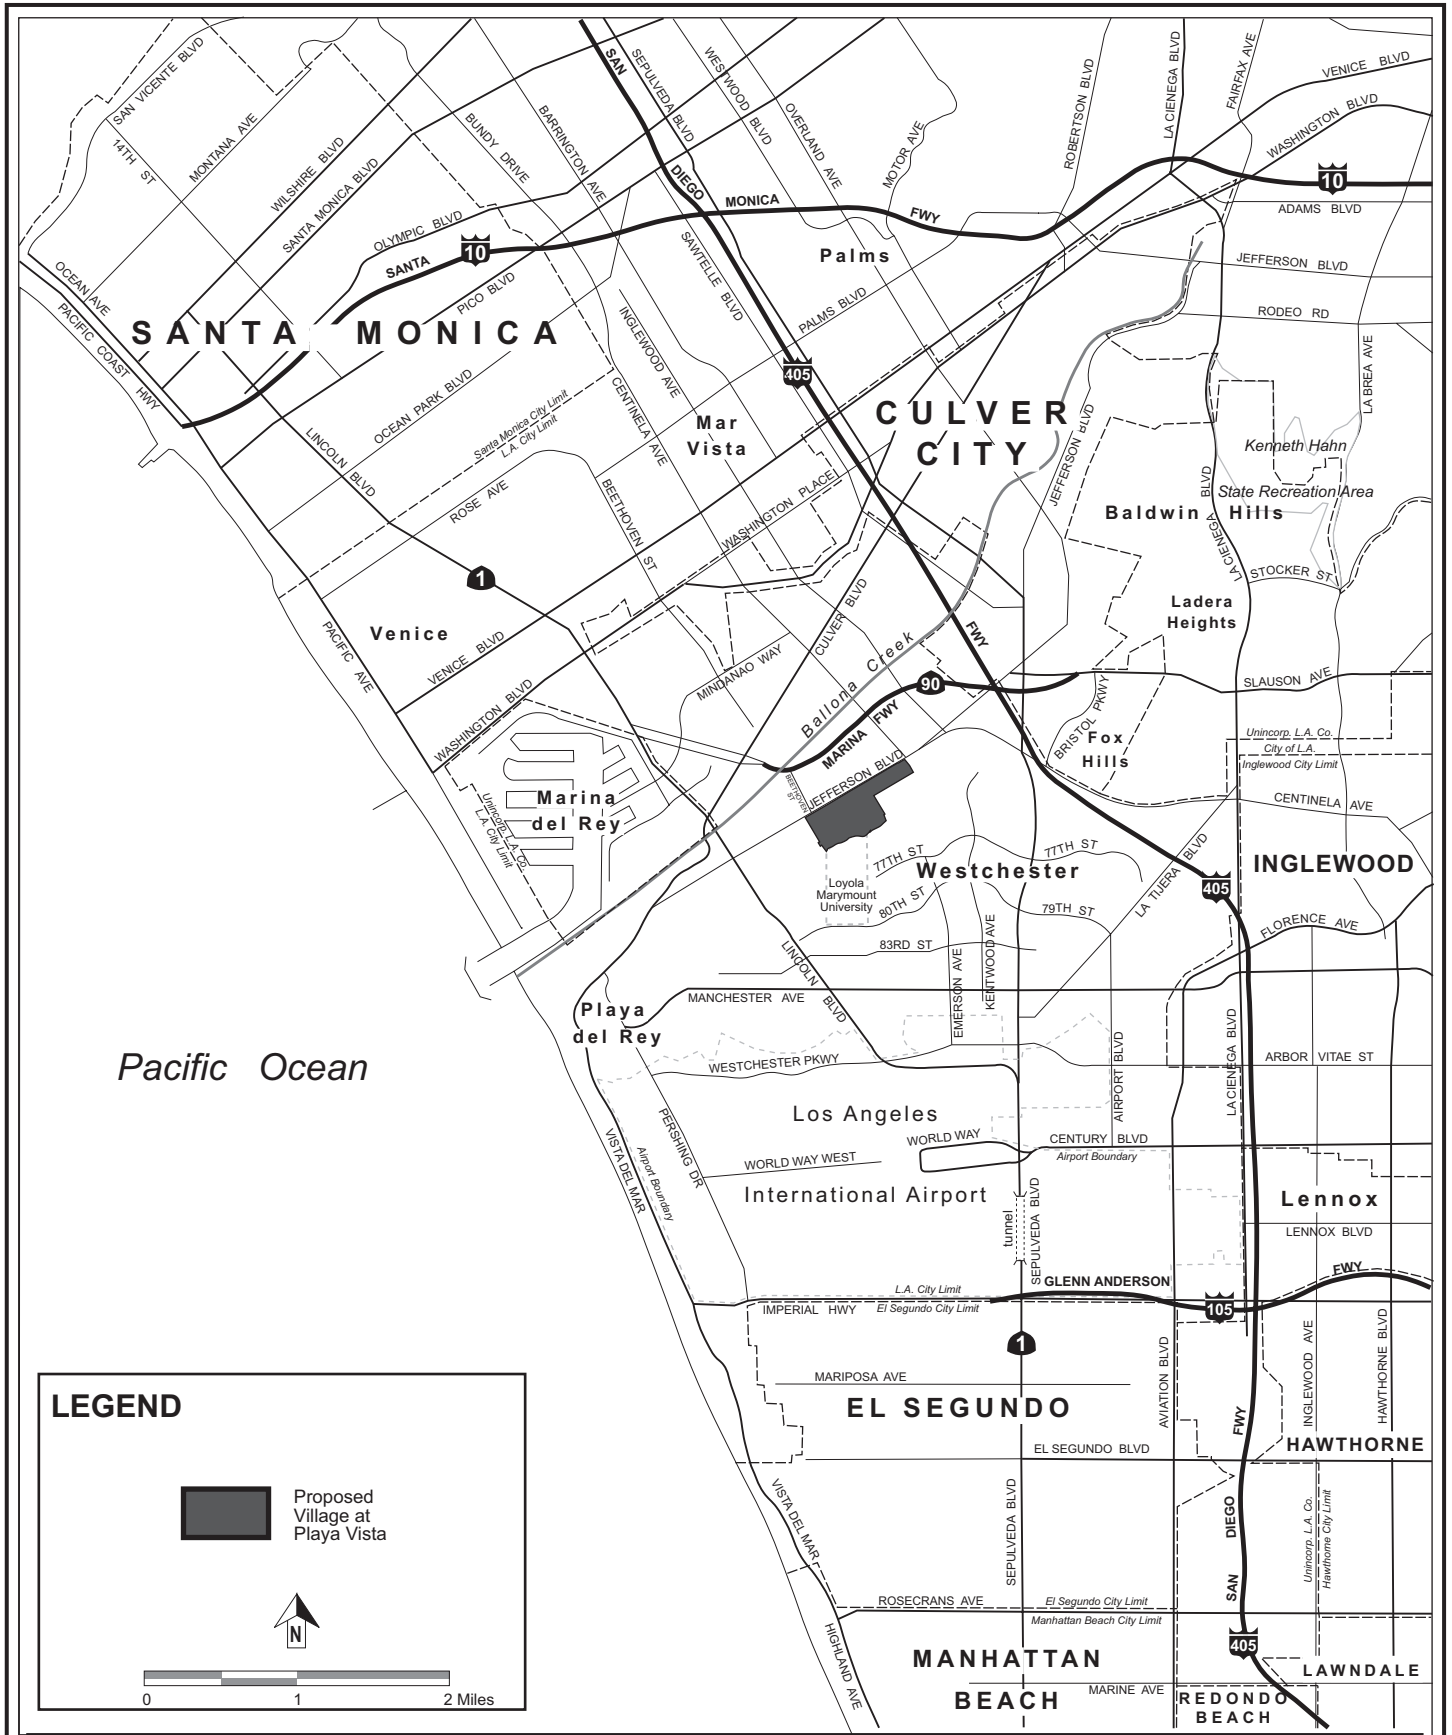 SAN VICENTE BLVD
MONTANA AVE
14TH ST
WILSHIRE BLVD
SANTA MONICA BLVD
OLYMPIC BLVD
BUNDY DRIVE
BARRINGTON AVE
SAN
DIEGO
SEPULVEDA BLVD
WESTWOOD BLVD
OVERLAND AVE
MOTOR AVE
ROBERTSON BLVD
LA CIENEGA BLVD
FAIRFAX AVE
VENICE BLVD
WASHINGTON BLVD
10
ADAMS BLVD
SANTA
10
MONICA
FWY
SAWTELLE BLVD
Palms
JEFFERSON BLVD
RODEO RD
OCEAN AVE
PACIFIC COAST HWY
PICO BLVD
PALMS BLVD
SANTA MONICA
INGLEWOOD AVE
LA BREA AVE
405
OCEAN PARK BLVD
CENTINELA AVE
Santa Monica City Limit
L.A. City Limit
LINCOLN BLVD
Mar
Vista
CULVER
CITY
JEFFERSON BLVD
Kenneth Hahn
State Recreation Area
ROSE AVE
BEETHOVEN ST
WASHINGTON PLACE
Baldwin Hills
LA CIENEGA
BLVD
STOCKER ST
1
Venice
PACIFIC AVE
VENICE BLVD
CULVER BLVD
MINDANAO WAY
Ballona Creek
FWY
Ladera
Heights
90
SLAUSON AVE
WASHINGTON BLVD
MARINA FWY
BRISTOL PKWY
Fox
Hills
Unincorp. L.A. Co.
City of L.A.
Inglewood City Limit
Marina
del Rey
Unincorp. L.A. Co.
L.A. City Limit
BEETHOVEN
ST
JEFFERSON BLVD
CENTINELA AVE
77TH ST
77TH ST
Westchester
LA TIJERA BLVD
INGLEWOOD
405
Loyola
Marymount
University
80TH ST
79TH ST
83RD ST
FLORENCE AVE
LINCOLN BLVD
EMERSON AVE
KENTWOOD AVE
MANCHESTER AVE
Playa
del Rey
Pacific Ocean
WESTCHESTER PKWY
AIRPORT BLVD
LA CIENEGA BLVD
ARBOR VITAE ST
VISTA DEL MAR
Airport Boundary
PERSHING DR
Los Angeles
WORLD WAY
CENTURY BLVD
Airport Boundary
WORLD WAY WEST
International Airport
tunnel
SEPULVEDA BLVD
Lennox
LENNOX BLVD
L.A. City Limit
GLENN ANDERSON
FWY
IMPERIAL HWY
El Segundo City Limit
105
1
MARIPOSA AVE
EL SEGUNDO
AVIATION BLVD
FWY
INGLEWOOD AVE
HAWTHORNE BLVD
HAWTHORNE
EL SEGUNDO BLVD
VISTA DEL MAR
SEPULVEDA BLVD
DIEGO
SAN
Unincorp. L.A. Co.
Hawthorne City Limit
ROSECRANS AVE
El Segundo City Limit
Manhattan Beach City Limit
HIGHLAND AVE
405
MANHATTAN
BEACH
MARINE AVE
LAWNDALE
REDONDO
BEACH
LEGEND
Proposed
Village at
Playa Vista
N
0 1 2 Miles